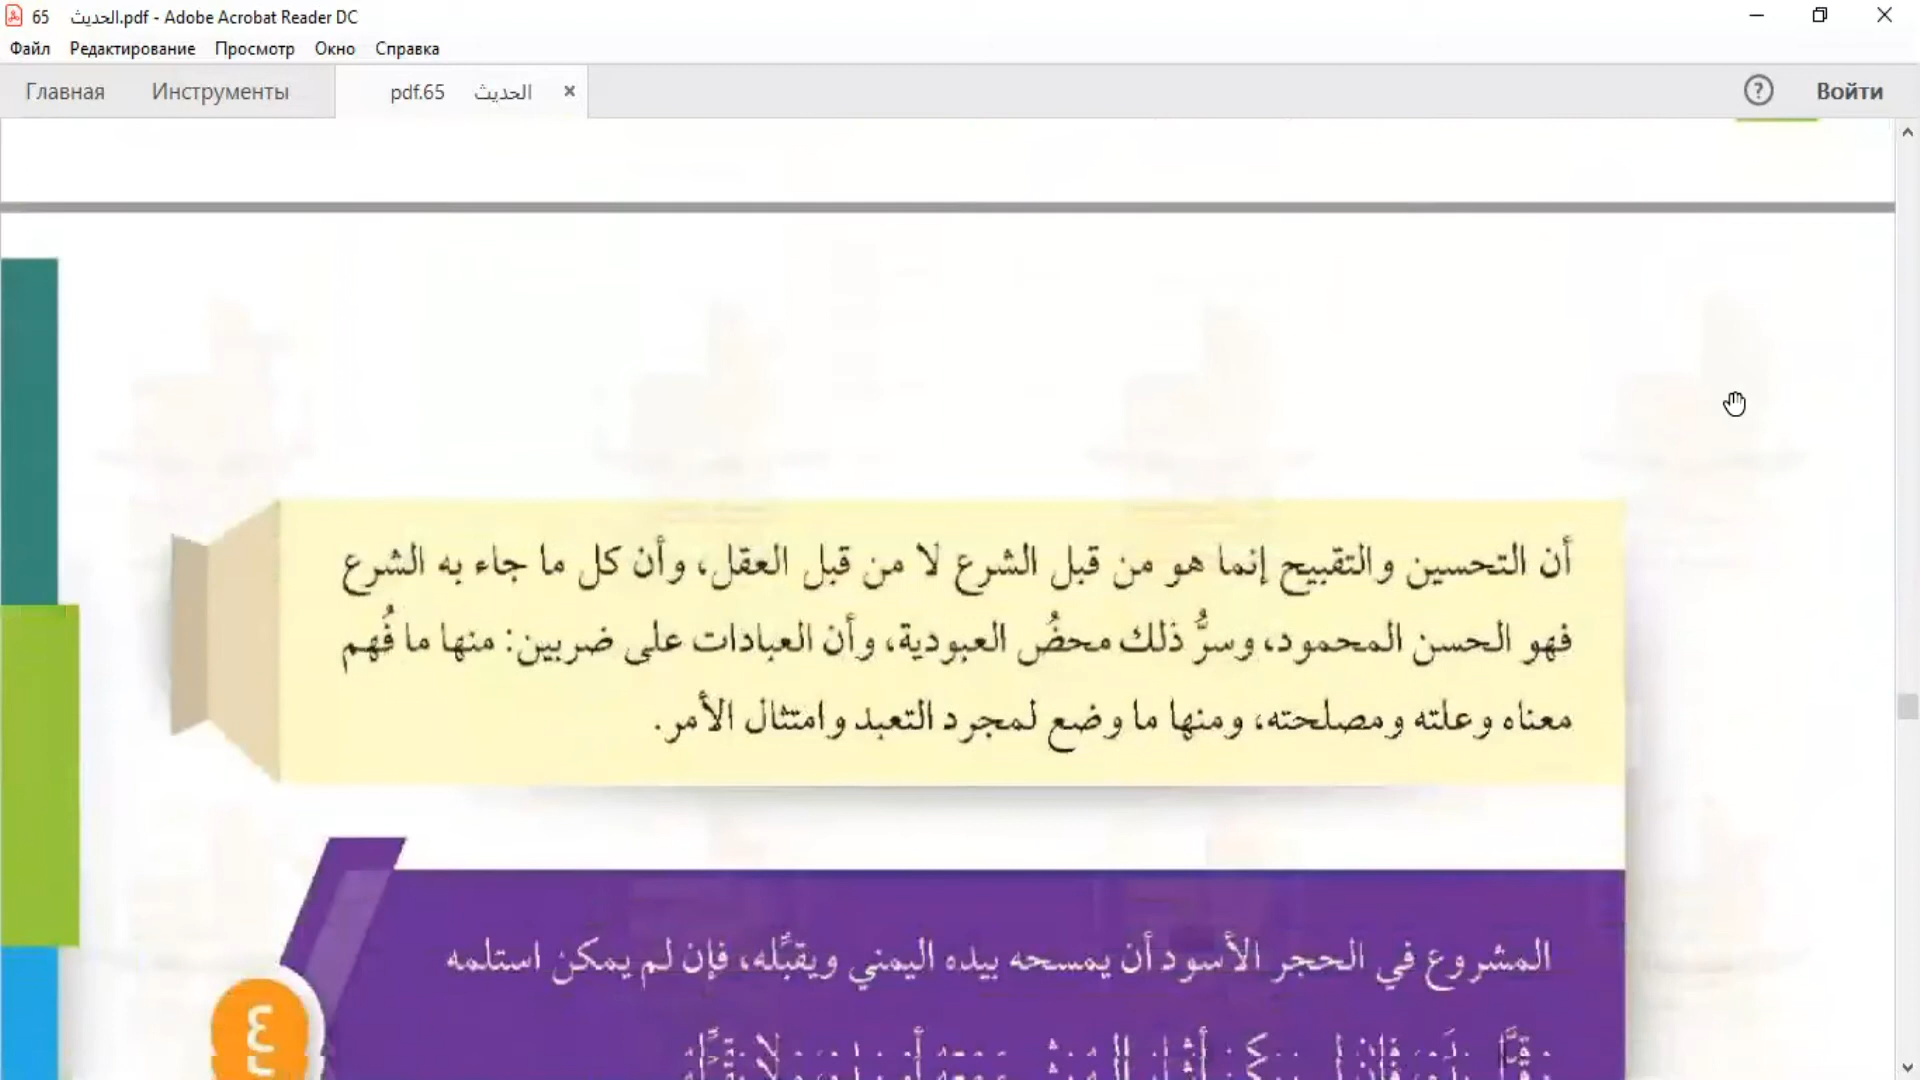 65 الحديث.pdf - Adobe Acrobat Reader DC
Файл Редактирование Просмотр Окно Справка
Главная Инструменты pdf.65 الحديث × ? Войти
أن التحسين والتقبيح إنما هو من قبل الشرع لا من قبل العقل، وأن كل ما جاء به الشرع
فهو الحسن المحمود، وسرُّ ذلك محضُ العبودية، وأن العبادات على ضربين: منها ما فُهم
معناه وعلته ومصلحته، ومنها ما وضع لمجرد التعبد وامتثال الأمر.
المشروع في الحجر الأسود أن يمسحه بيده اليمني ويقبِّله، فإن لم يمكن استلمه
٤